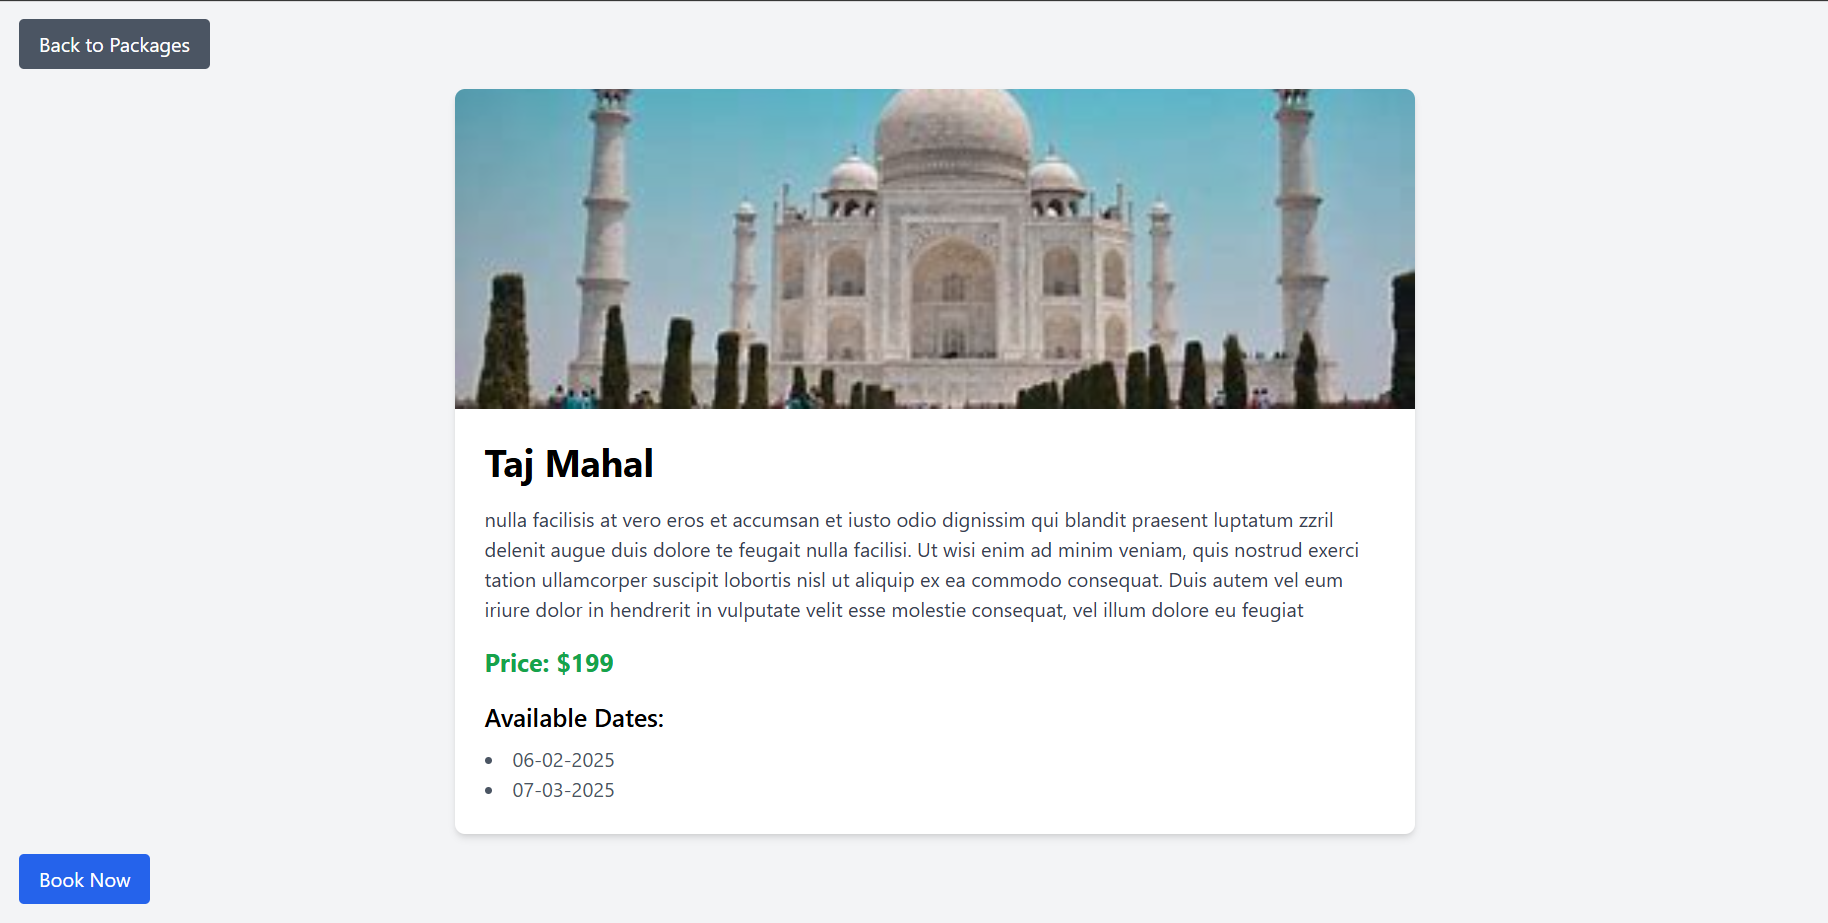 Back to Packages
Taj Mahal
nulla facilisis at vero eros et accumsan et iusto odio dignissim qui blandit praesent luptatum zzril
delenit augue duis dolore te feugait nulla facilisi. Ut wisi enim ad minim veniam, quis nostrud exerci
tation ullamcorper suscipit lobortis nisl ut aliquip ex ea commodo consequat. Duis autem vel eum
iriure dolor in hendrerit in vulputate velit esse molestie consequat, vel illum dolore eu feugiat
Price: $199
Available Dates:
06-02-2025
07-03-2025
Book Now